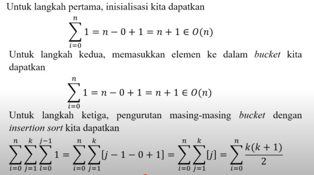 Untuk langkah pertama, inisialisasi kita dapatkan
∑_{i=0}^{n} 1 = n − 0 + 1 = n + 1 ∈ O(n)
Untuk langkah kedua, memasukkan elemen ke dalam bucket kita
dapatkan
∑_{i=0}^{n} 1 = n − 0 + 1 = n + 1 ∈ O(n)
Untuk langkah ketiga, pengurutan masing-masing bucket dengan
insertion sort kita dapatkan
∑_{i=0}^{n} ∑_{j=1}^{k} ∑_{i=0}^{j−1} 1 = ∑_{i=0}^{n} ∑_{j=1}^{k} [j − 1 − 0 + 1] = ∑_{i=0}^{n} ∑_{j=1}^{k} [j] = ∑_{i=0}^{n} k(k + 1)/2